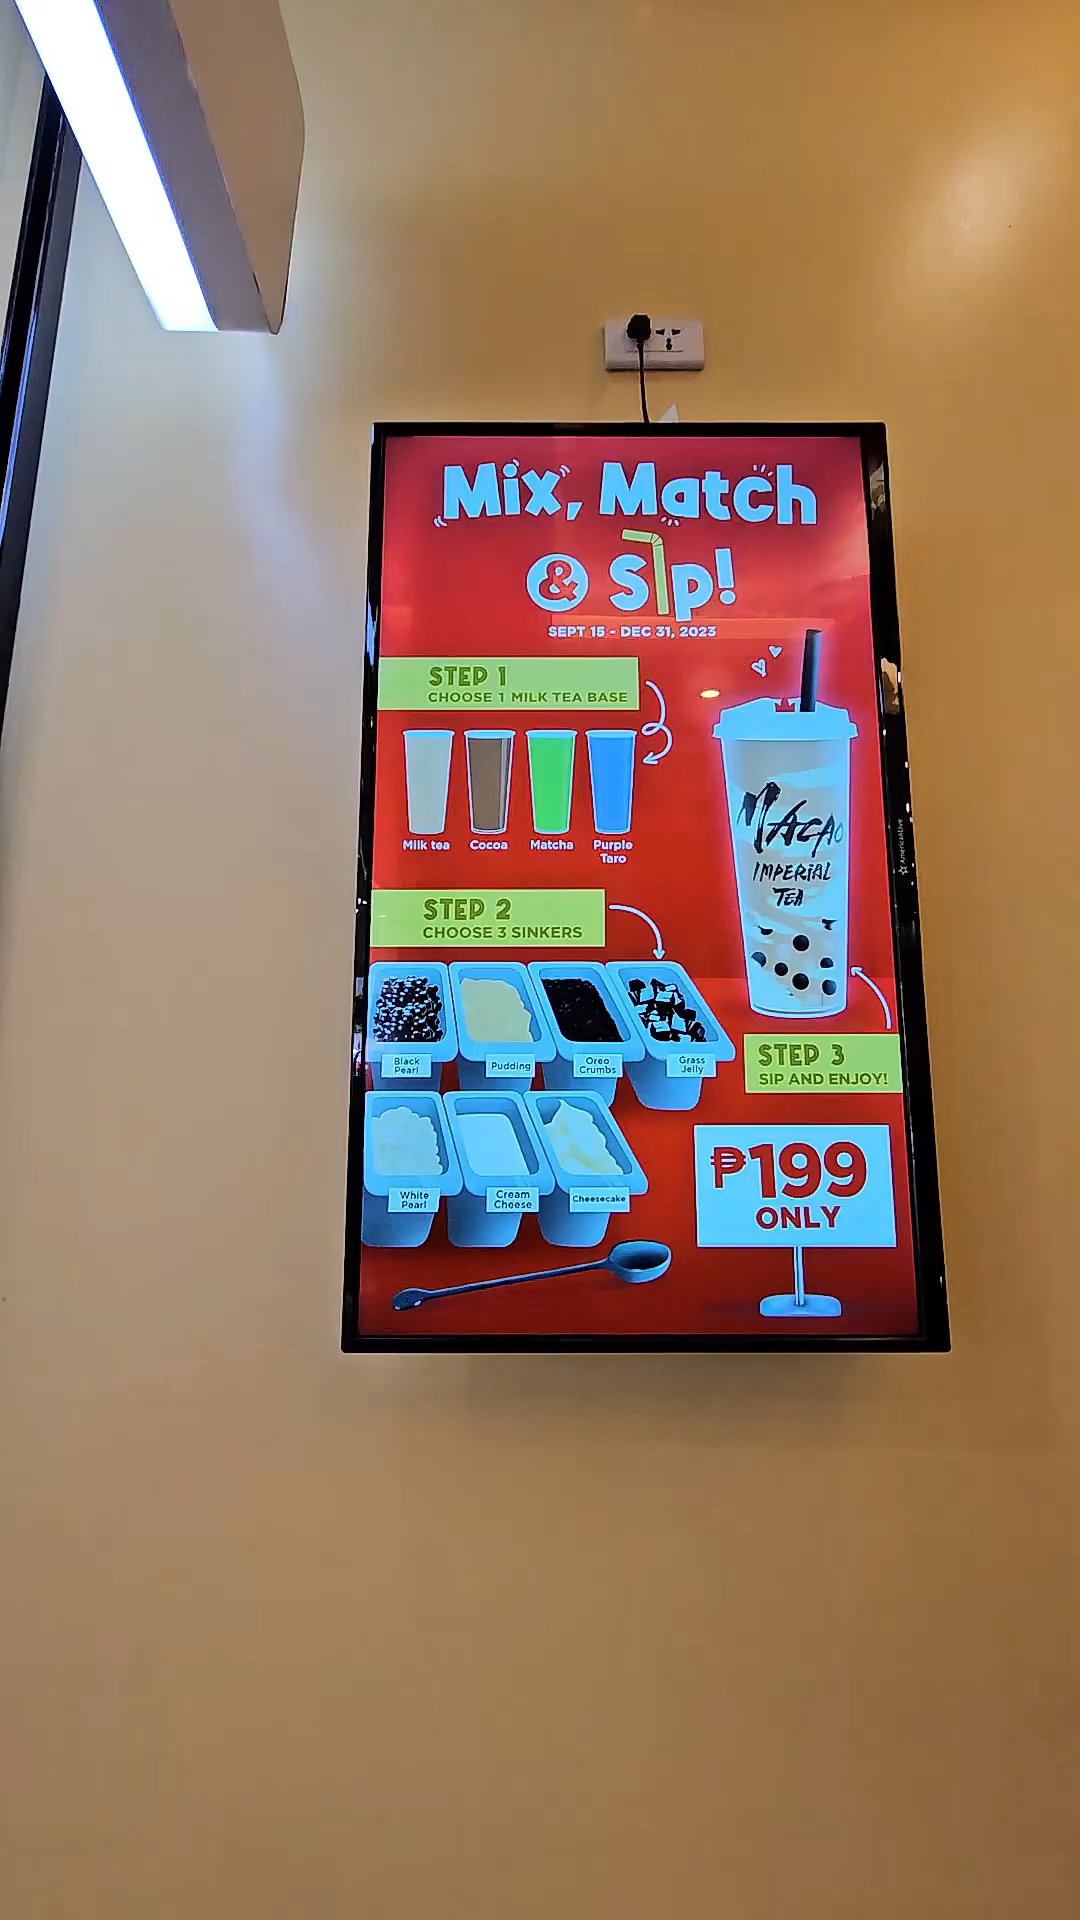 Mix, Match
& Sip!
SEPT 15 - DEC 31, 2023
STEP 1
CHOOSE 1 MILK TEA BASE
Milk tea
Cocoa
Matcha
Purple
Taro
MACAO
IMPERIAL
TEA
STEP 2
CHOOSE 3 SINKERS
Black
Pearl
Pudding
Oreo
Crumbs
Grass
Jelly
White
Pearl
Cream
Cheese
Cheesecake
STEP 3
SIP AND ENJOY!
₱199
ONLY
AmericanLive